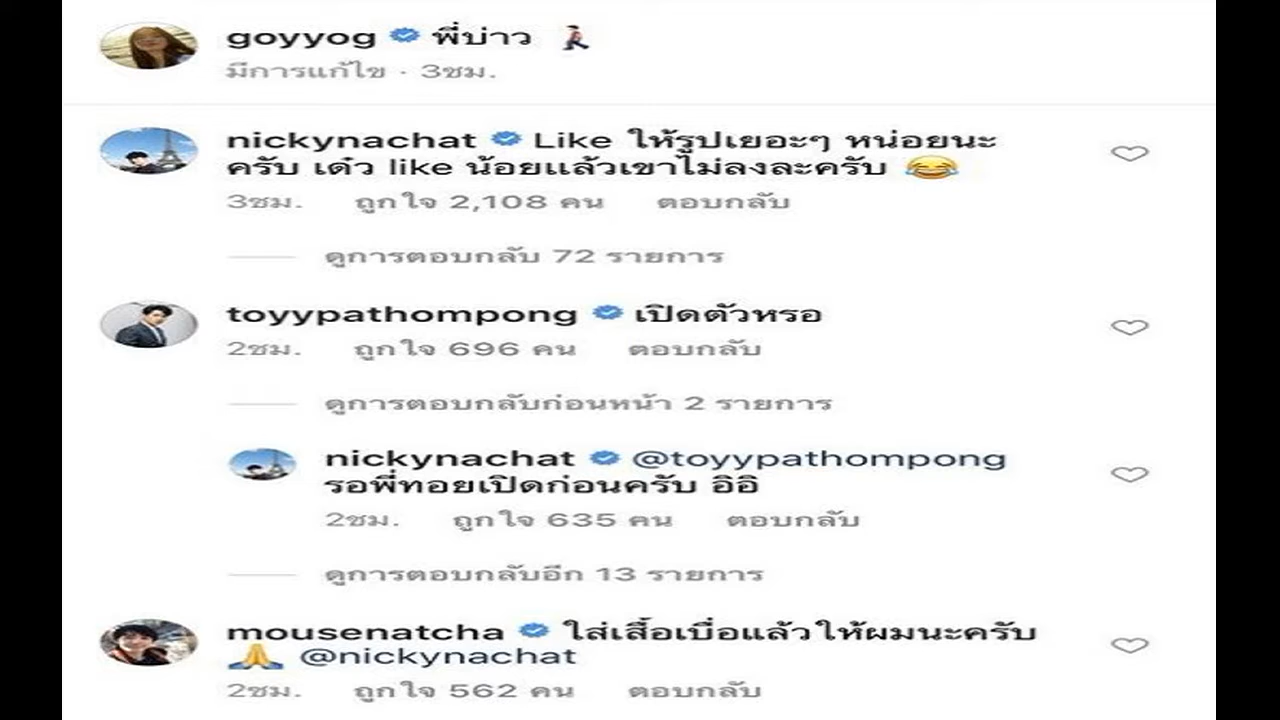 goyyog พี่บ่าว 🚶
มีการแก้ไข · 3ชม.
nickynachat Like ให้รูปเยอะๆ หน่อยนะ
ครับ เด๋ว like น้อยแล้วเขาไม่ลงละครับ 😂
3ชม. ถูกใจ 2,108 คน ตอบกลับ
ดูการตอบกลับ 72 รายการ
toyypathompong เปิดตัวหรอ
2ชม. ถูกใจ 696 คน ตอบกลับ
ดูการตอบกลับก่อนหน้า 2 รายการ
nickynachat @toyypathompong
รอพี่ทอยเปิดก่อนครับ อิอิ
2ชม. ถูกใจ 635 คน ตอบกลับ
ดูการตอบกลับอีก 13 รายการ
mousenatcha ใส่เสื้อเบื่อแล้วให้ผมนะครับ
🙏 @nickynachat
2ชม. ถูกใจ 562 คน ตอบกลับ